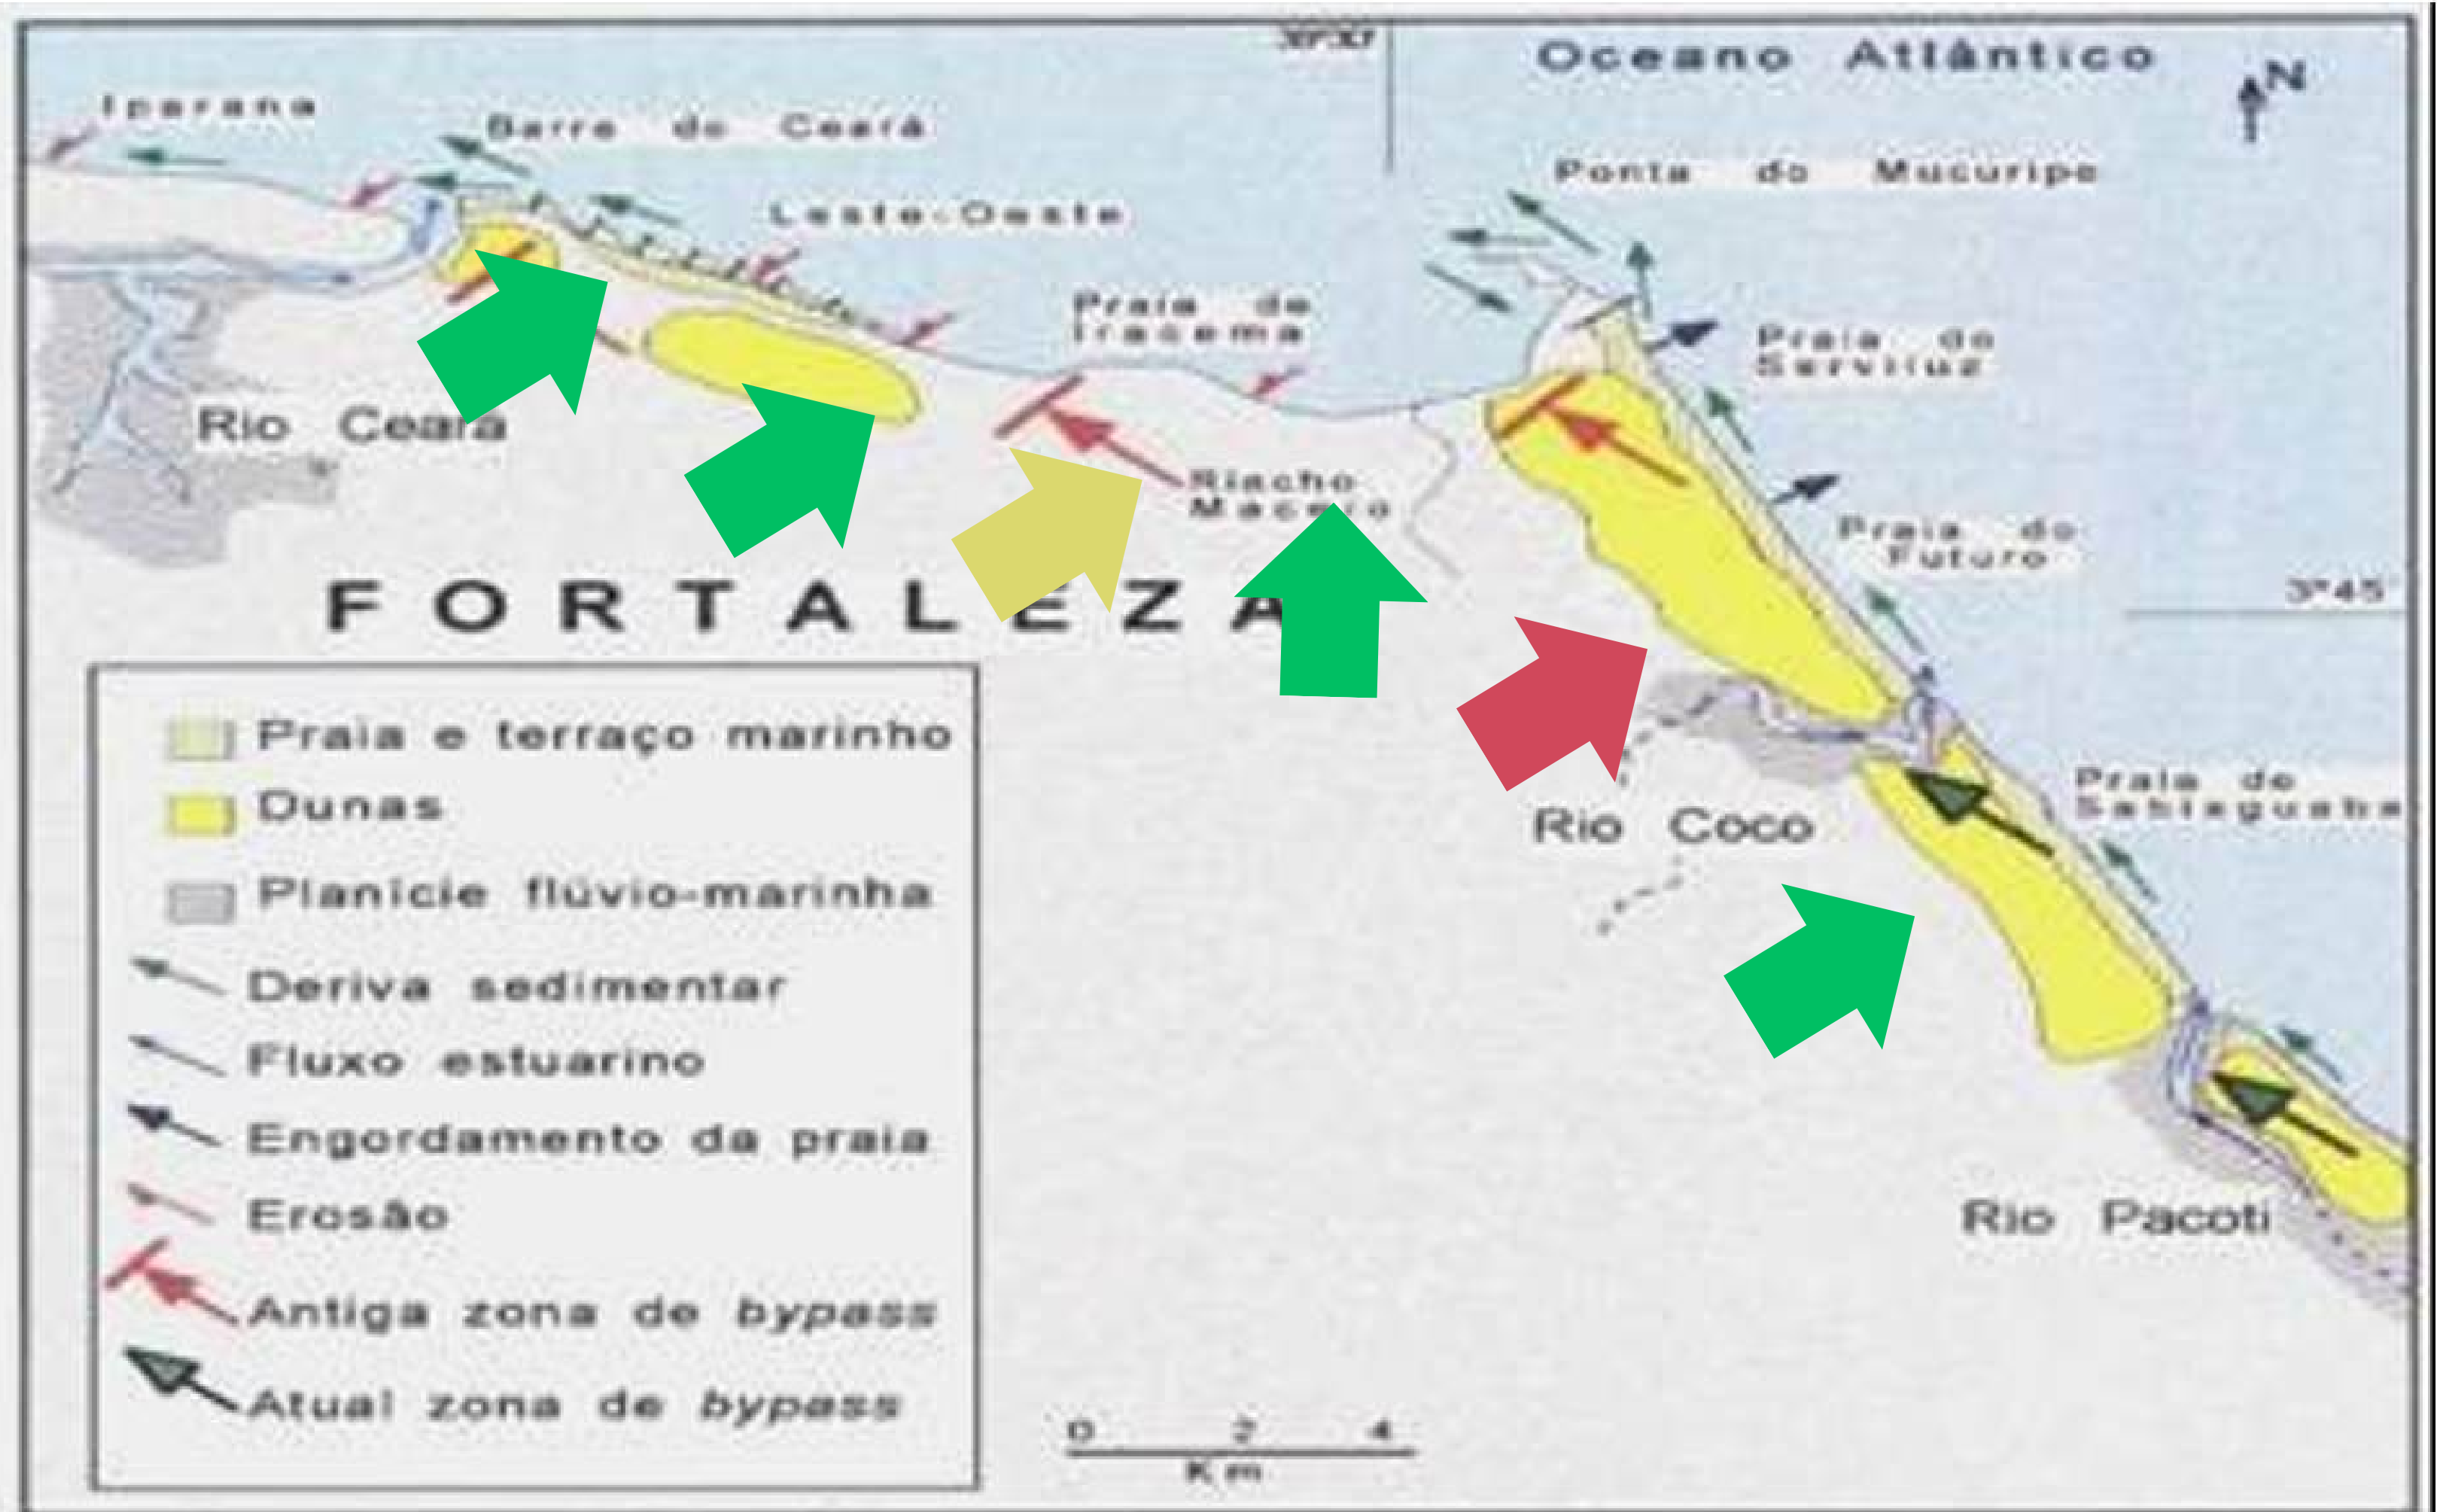 Oceano Atlântico
N
Iparana
Barra do Ceará
Ponta do Mucuripe
Leste-Oeste
Praia de
Iracema
Praia do
Serviluz
Rio Ceará
Riacho
Maceió
Praia do
Futuro
FORTALEZA
3°45
Praia e terraço marinho
Dunas
Planície flúvio-marinha
Deriva sedimentar
Fluxo estuarino
Engordamento da praia
Erosão
Antiga zona de bypass
Atual zona de bypass
Praia de
Sabiaguaba
Rio Coco
Rio Pacoti
0 2 4
Km